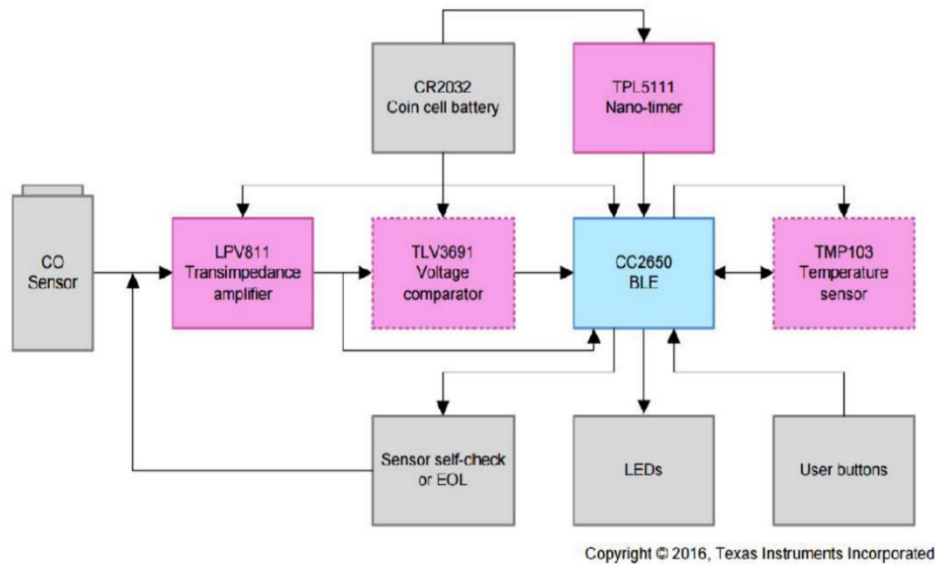 CR2032
Coin cell battery
TPL5111
Nano-timer
CO
Sensor
LPV811
Transimpedance
amplifier
TLV3691
Voltage
comparator
CC2650
BLE
TMP103
Temperature
sensor
Sensor self-check
or EOL
LEDs
User buttons
Copyright © 2016, Texas Instruments Incorporated